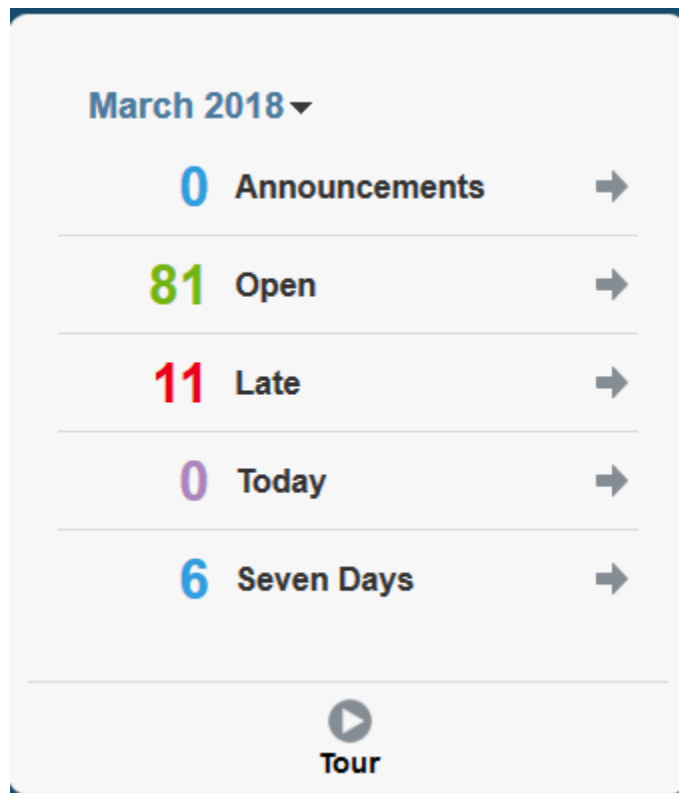 March 2018
0 Announcements
81 Open
11 Late
0 Today
6 Seven Days
Tour